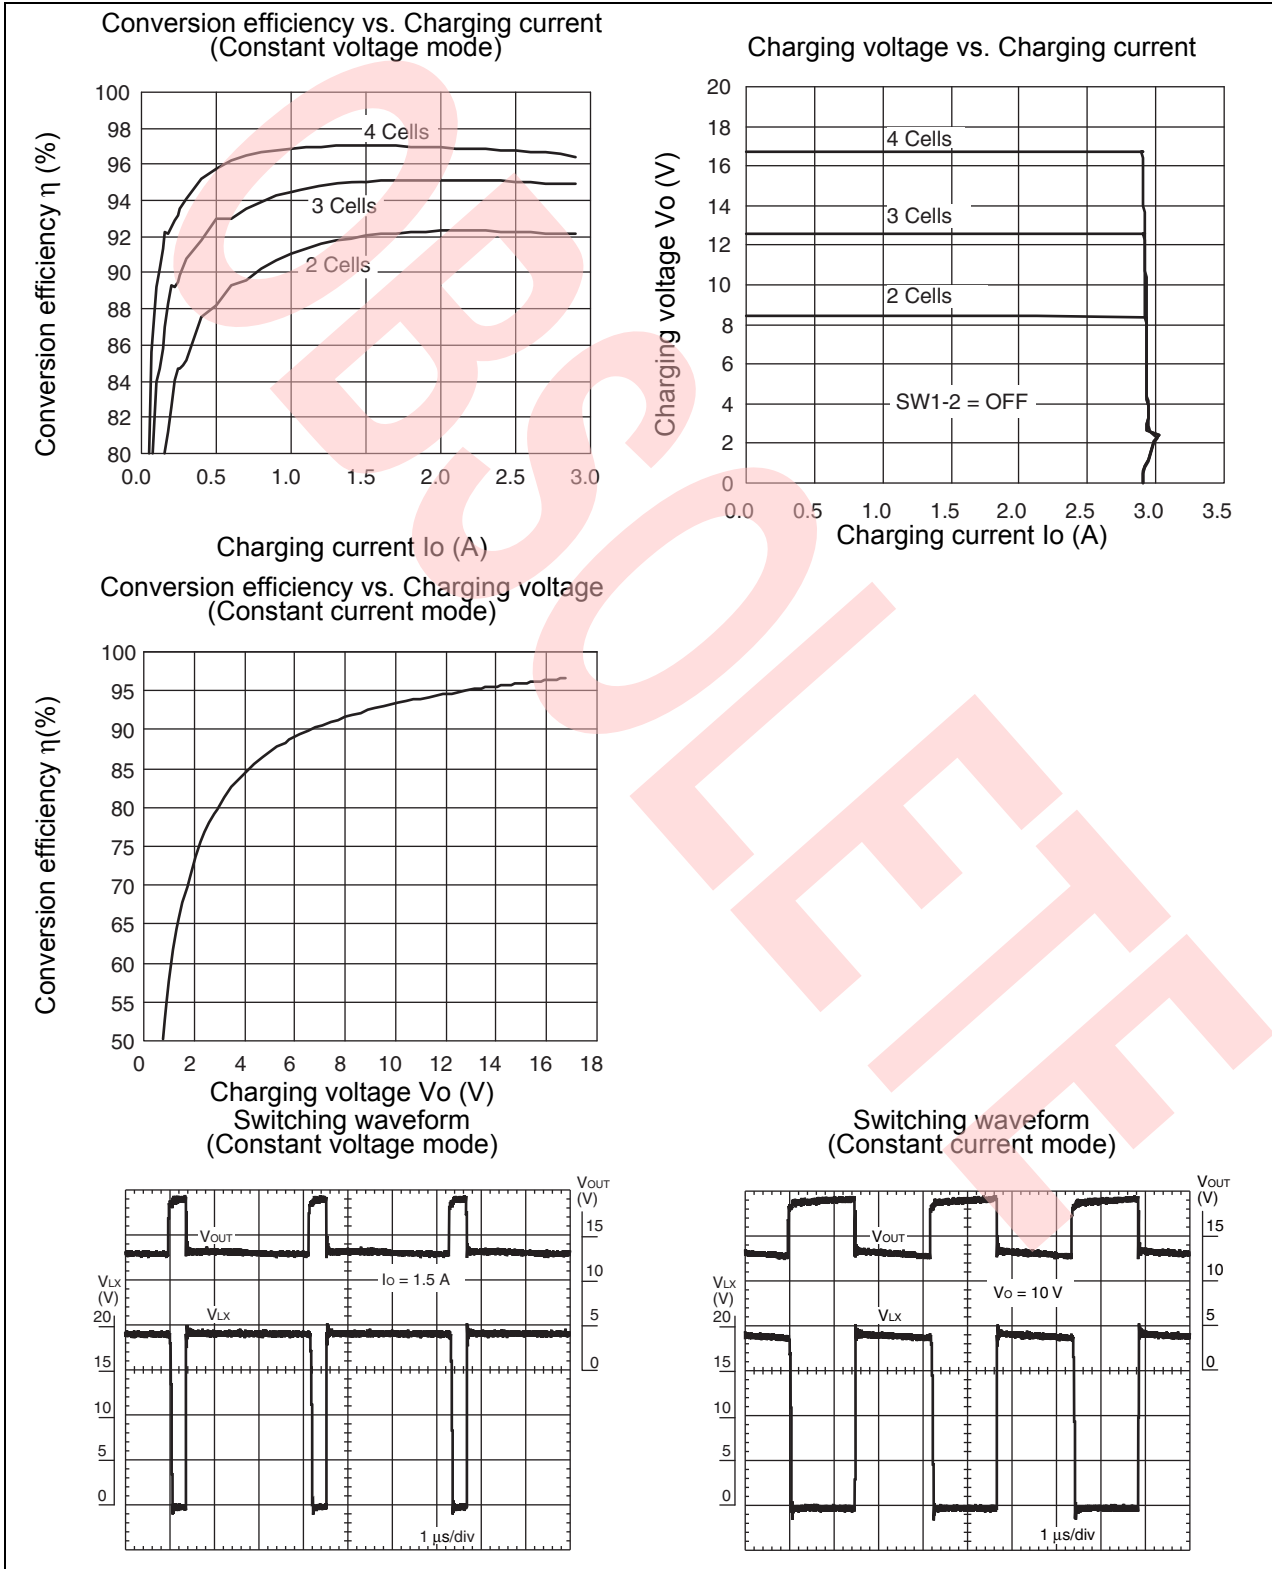 Conversion efficiency vs. Charging current
(Constant voltage mode)
Conversion efficiency η (%)
100
98
96
94
92
90
88
86
84
82
80
4 Cells
3 Cells
2 Cells
0.0 0.5 1.0 1.5 2.0 2.5 3.0
Charging current Io (A)
Charging voltage vs. Charging current
Charging voltage Vo (V)
20
18
16
14
12
10
8
6
4
2
0
4 Cells
3 Cells
2 Cells
SW1-2 = OFF
0.0 0.5 1.0 1.5 2.0 2.5 3.0 3.5
Charging current Io (A)
Conversion efficiency vs. Charging voltage
(Constant current mode)
Conversion efficiency η(%)
100
95
90
85
80
75
70
65
60
55
50
0 2 4 6 8 10 12 14 16 18
Charging voltage Vo (V)
Switching waveform
(Constant voltage mode)
VOUT
(V)
15
10
5
0
VOUT
IO = 1.5 A
VLX
(V)
20
15
10
5
0
VLX
1 μs/div
Switching waveform
(Constant current mode)
VOUT
(V)
15
10
5
0
VOUT
VO = 10 V
VLX
(V)
20
15
10
5
0
VLX
1 μs/div
OBSOLETE